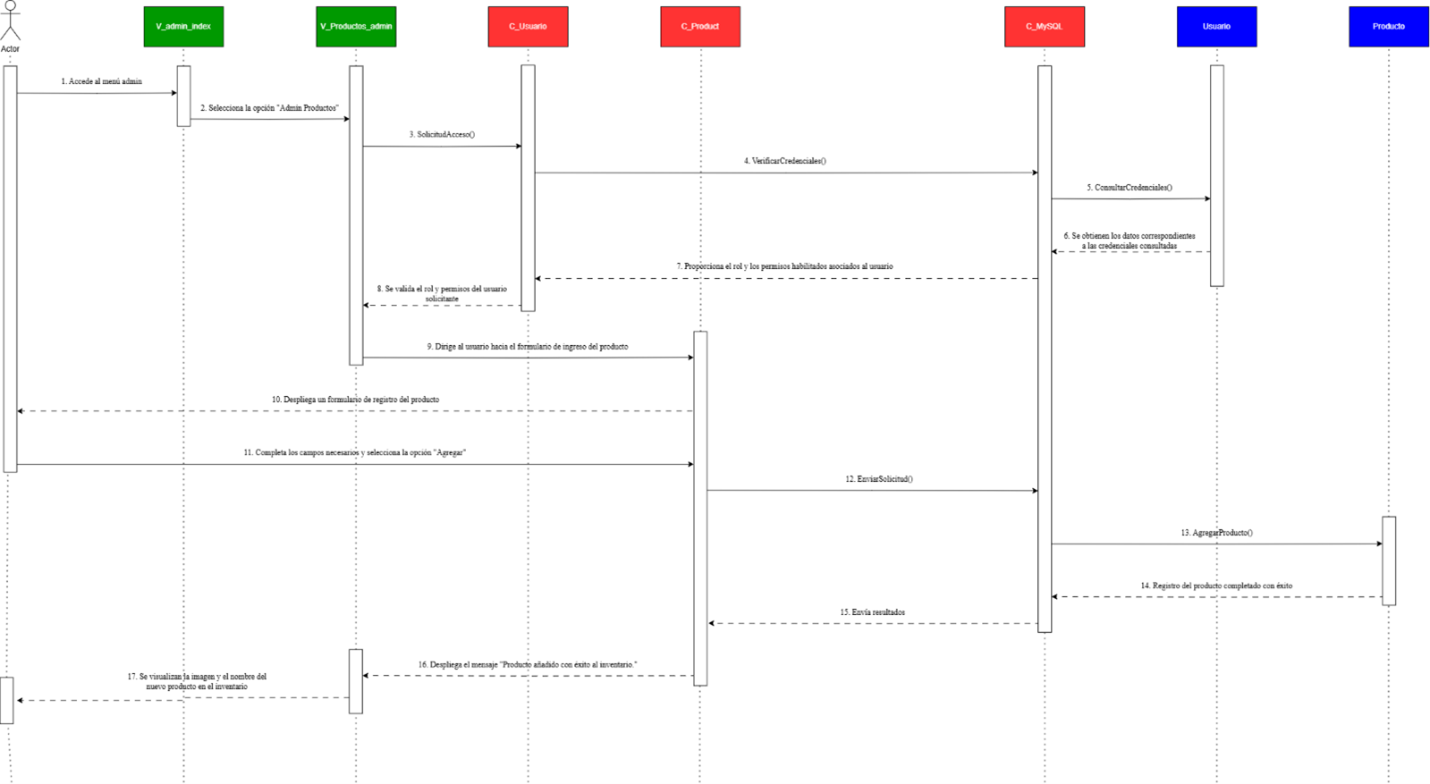 V_admin_index
V_Productos_admin
C_Usuario
C_Product
C_MySQL
Usuario
Producto
Actor
1. Accede al menú admin
2. Selecciona la opción "Admin Productos"
3. SolicitudAcceso()
4. VerificarCredenciales()
5. ConsultarCredenciales()
6. Se obtienen los datos correspondientes
a las credenciales consultadas
7. Proporciona el rol y los permisos habilitados asociados al usuario
8. Se valida el rol y permisos del usuario
solicitante
9. Dirige al usuario hacia el formulario de ingreso del producto
10. Despliega un formulario de registro del producto
11. Completa los campos necesarios y selecciona la opción "Agregar"
12. EnviarSolicitud()
13. AgregarProducto()
14. Registro del producto completado con éxito
15. Envía resultados
16. Despliega el mensaje "Producto añadido con éxito al inventario."
17. Se visualizan la imagen y el nombre del
nuevo producto en el inventario